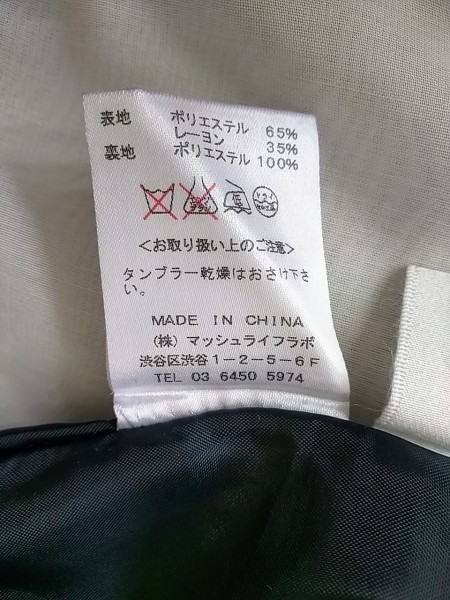 表地 ポリエステル 65%
レーヨン 35%
裏地 ポリエステル 100%
<お取り扱い上のご注意>
タンブラー乾燥はおさけ下さ
い。
MADE IN CHINA
(株) マッシュライフラボ
渋谷区渋谷1-2-5-6F
TEL 03 6450 5974